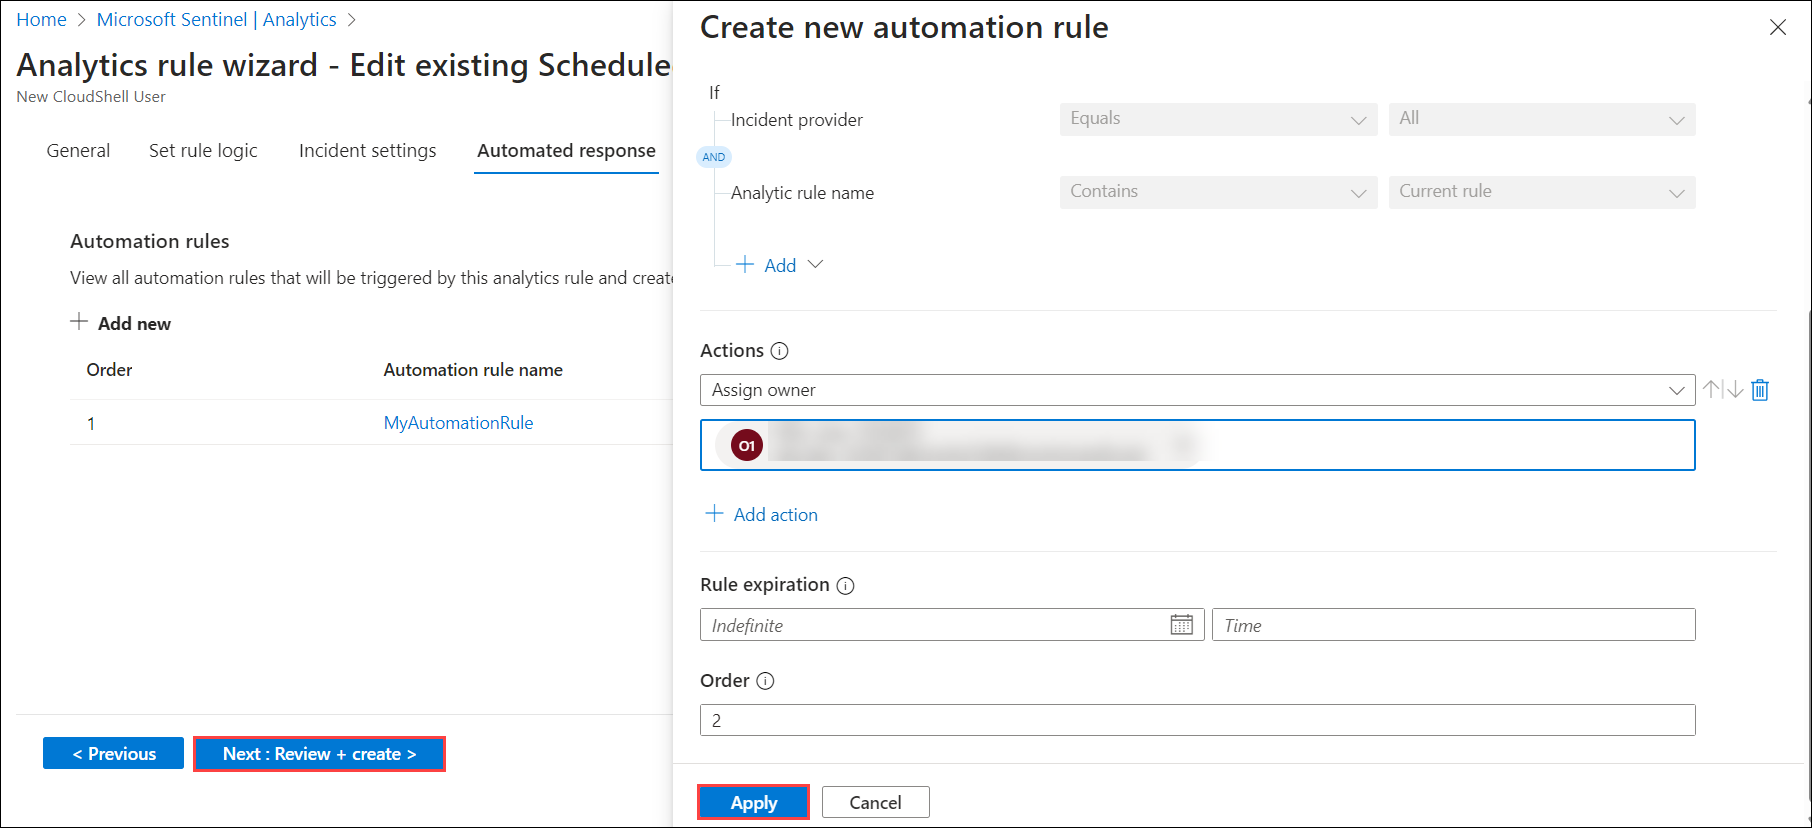 Home > Microsoft Sentinel | Analytics >
Analytics rule wizard - Edit existing Schedule
New CloudShell User
General Set rule logic Incident settings Automated response
Automation rules
View all automation rules that will be triggered by this analytics rule and create
+ Add new
Order Automation rule name
1 MyAutomationRule
< Previous Next : Review + create >
Create new automation rule
If
Incident provider Equals All
AND
Analytic rule name Contains Current rule
+ Add
Actions
Assign owner
O1
+ Add action
Rule expiration
Indefinite Time
Order
2
Apply Cancel